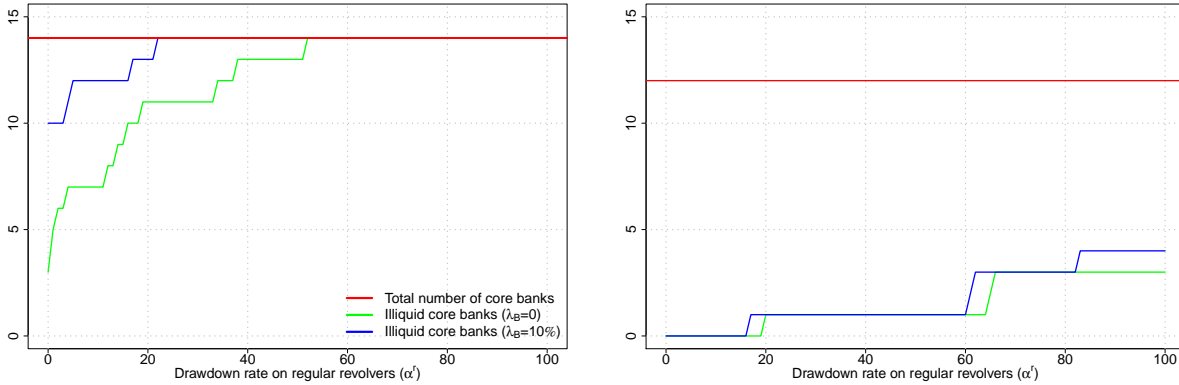 15
10
5
0
Total number of core banks
Illiquid core banks (λB=0)
Illiquid core banks (λB=10%)
0 20 40 60 80 100
Drawdown rate on regular revolvers (αr)
15
10
5
0
0 20 40 60 80 100
Drawdown rate on regular revolvers (αr)